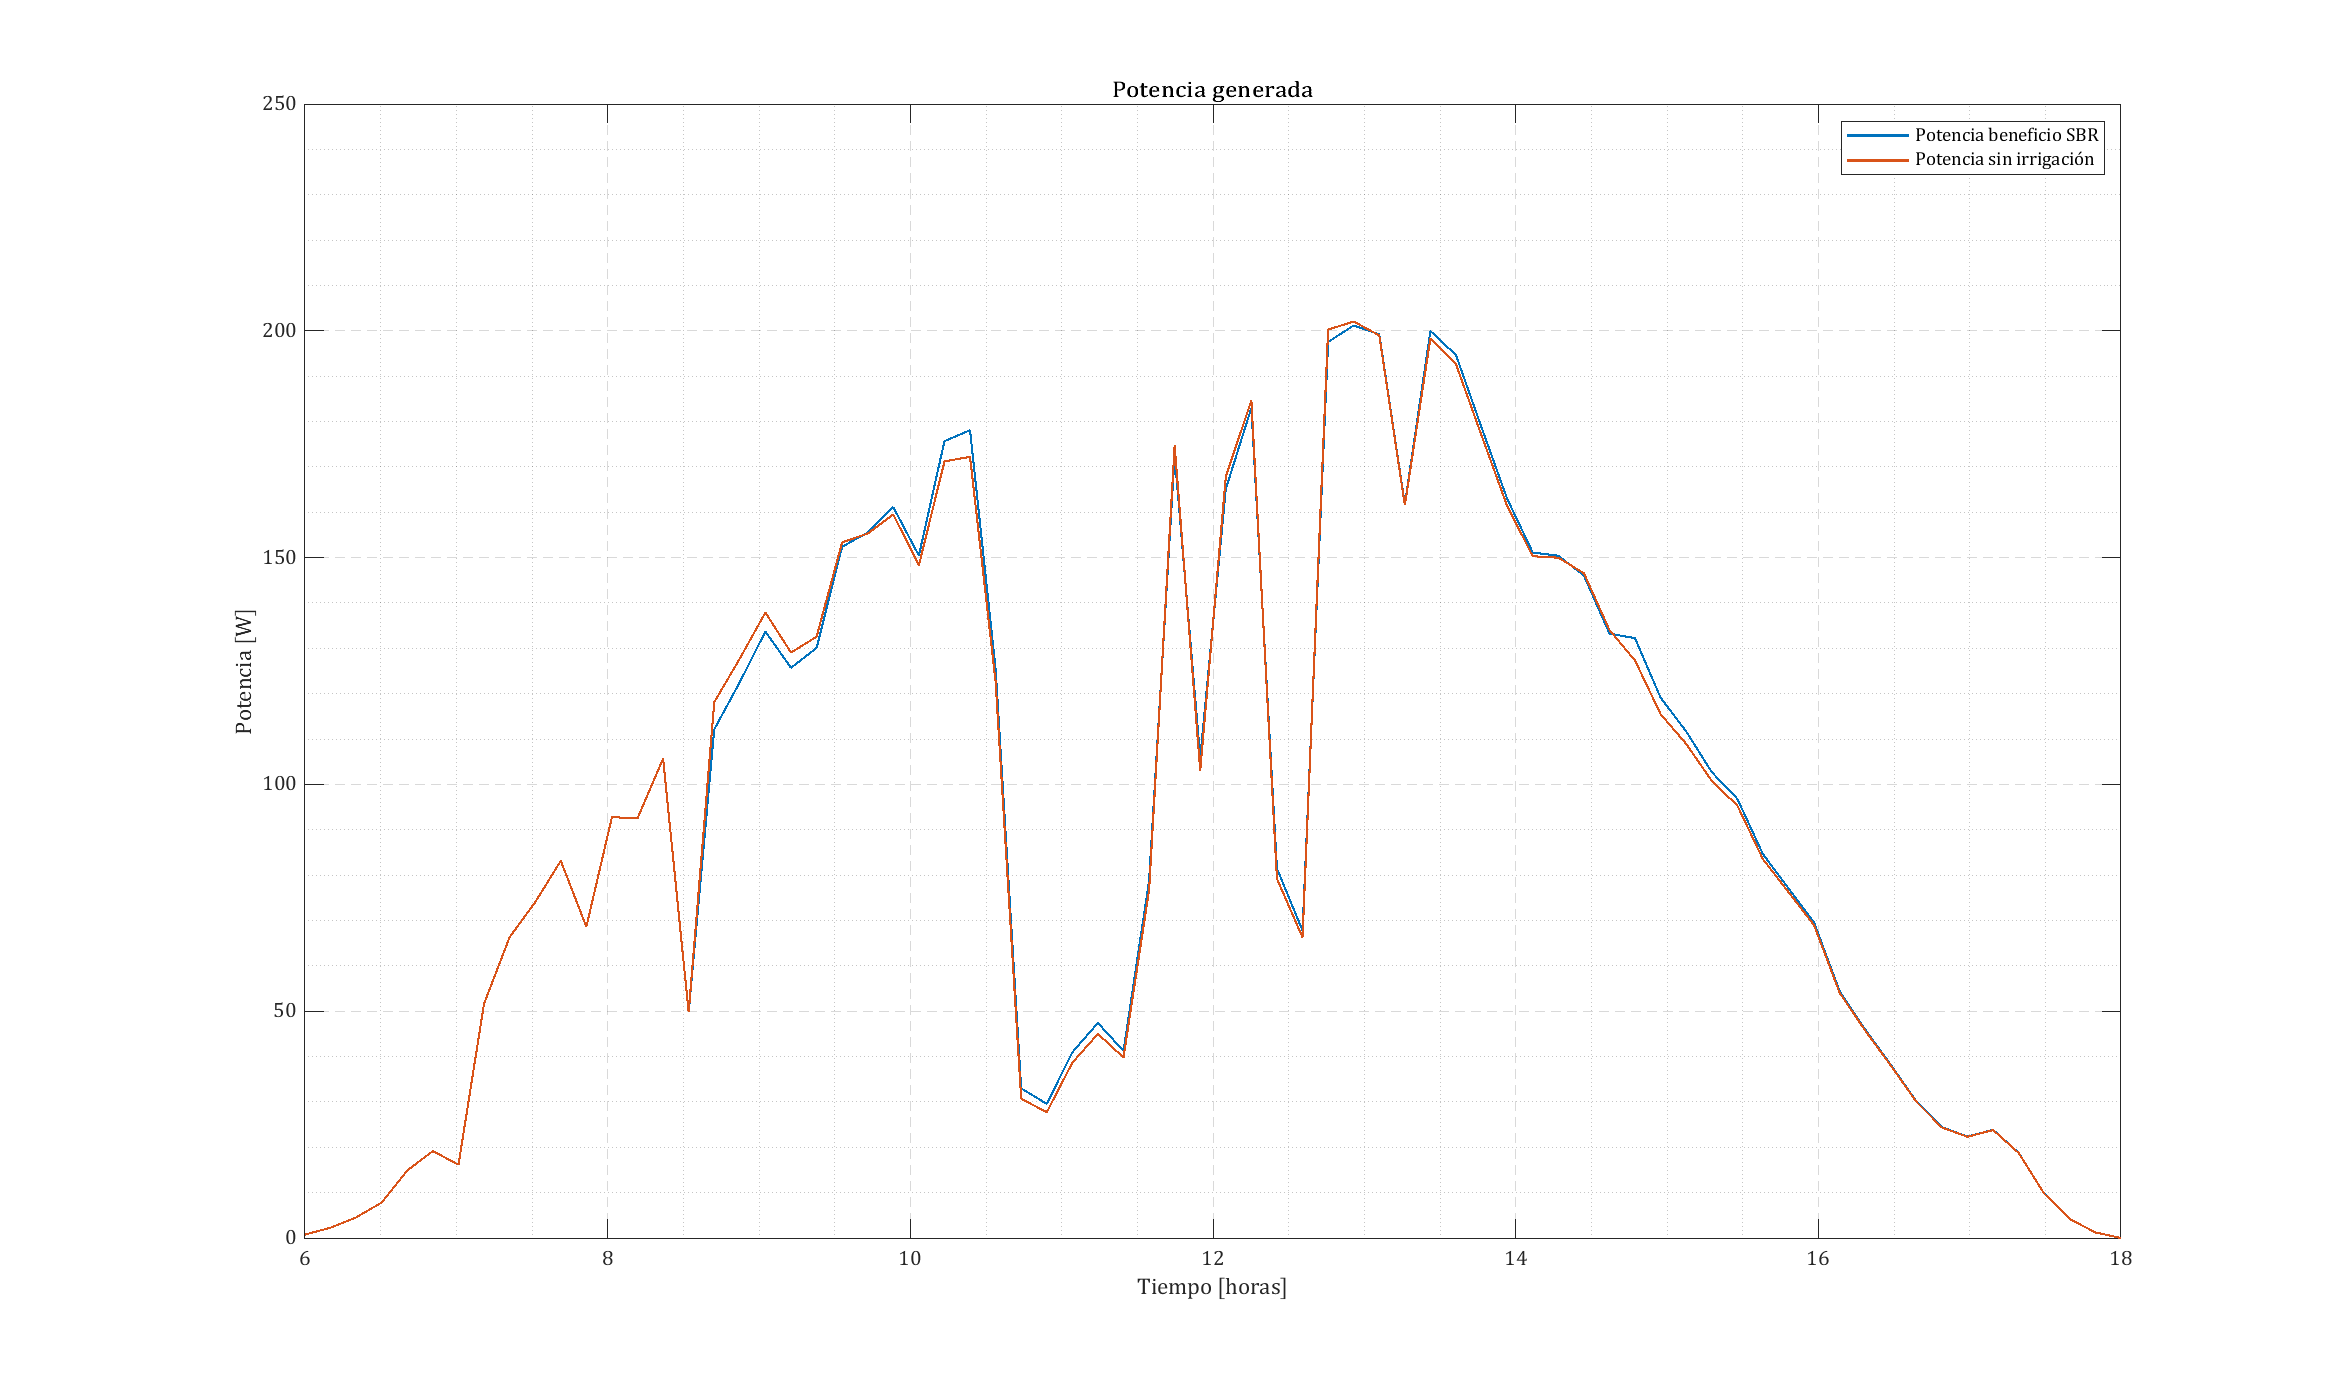 Potencia generada
250
200
150
100
50
0
Potencia [W]
Potencia beneficio SBR
Potencia sin irrigación
6 8 10 12 14 16 18
Tiempo [horas]